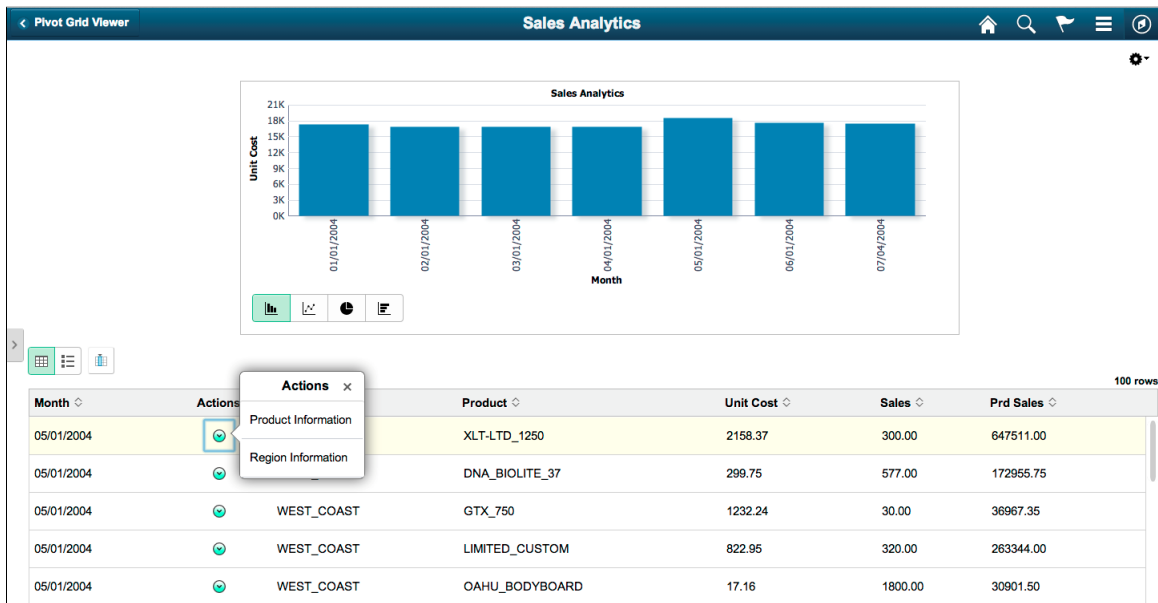 Pivot Grid Viewer
Sales Analytics
Sales Analytics
21K
18K
15K
12K
9K
6K
3K
0K
Unit Cost
01/01/2004
02/01/2004
03/01/2004
04/01/2004
05/01/2004
06/01/2004
07/04/2004
Month
100 rows
Month Actions Product Unit Cost Sales Prd Sales
Actions ×
Product Information
Region Information
05/01/2004 XLT-LTD_1250 2158.37 300.00 647511.00
05/01/2004 DNA_BIOLITE_37 299.75 577.00 172955.75
05/01/2004 WEST_COAST GTX_750 1232.24 30.00 36967.35
05/01/2004 WEST_COAST LIMITED_CUSTOM 822.95 320.00 263344.00
05/01/2004 WEST_COAST OAHU_BODYBOARD 17.16 1800.00 30901.50